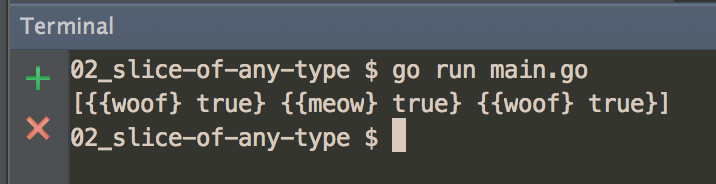 Terminal
02_slice-of-any-type $ go run main.go
[{{woof} true} {{meow} true} {{woof} true}]
02_slice-of-any-type $